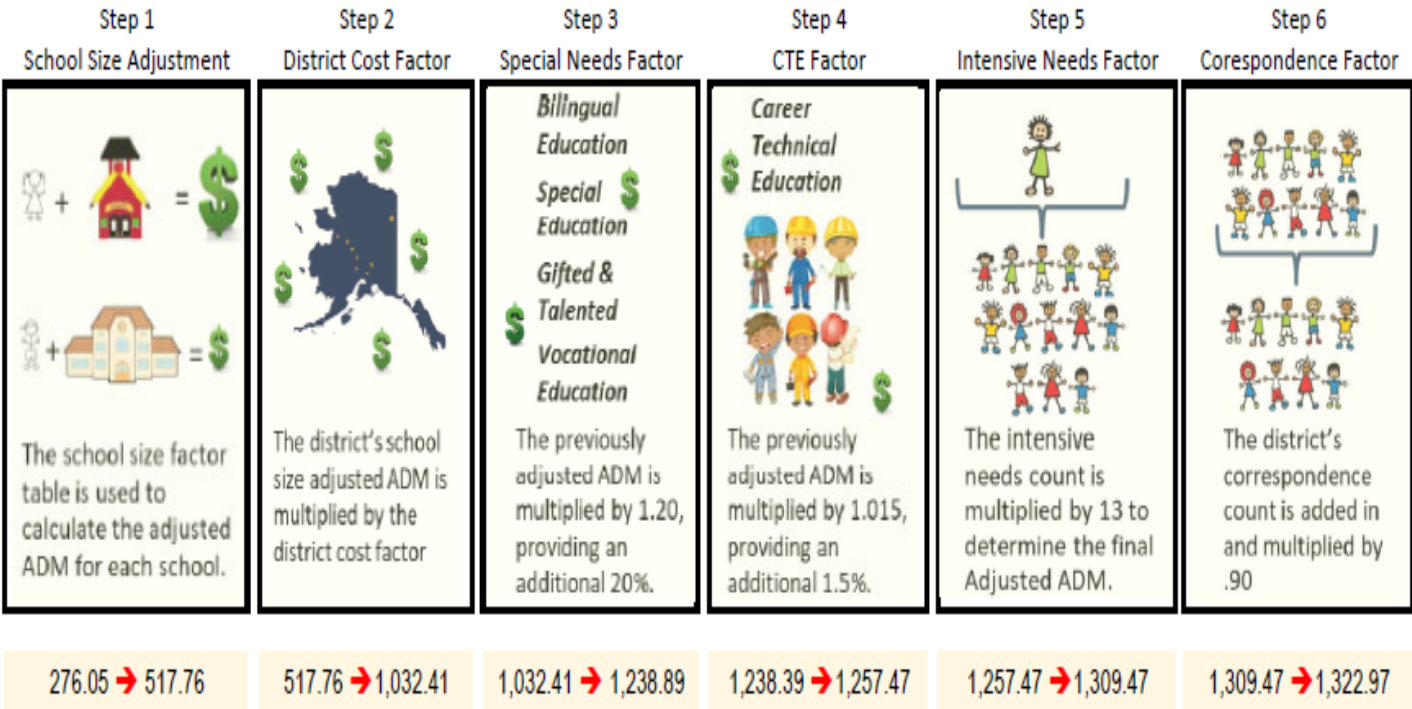 Step 1
School Size Adjustment
+
=
+
=
The school size factor
table is used to
calculate the adjusted
ADM for each school.
276.05 → 517.76
Step 2
District Cost Factor
The district's school
size adjusted ADM is
multiplied by the
district cost factor
517.76 → 1,032.41
Step 3
Special Needs Factor
Bilingual
Education
Special
Education
Gifted &
Talented
Vocational
Education
The previously
adjusted ADM is
multiplied by 1.20,
providing an
additional 20%.
1,032.41 → 1,238.89
Step 4
CTE Factor
Career
Technical
Education
The previously
adjusted ADM is
multiplied by 1.015,
providing an
additional 1.5%.
1,238.39 → 1,257.47
Step 5
Intensive Needs Factor
The intensive
needs count is
multiplied by 13 to
determine the final
Adjusted ADM.
1,257.47 → 1,309.47
Step 6
Corespondence Factor
The district's
correspondence
count is added in
and multiplied by
.90
1,309.47 → 1,322.97